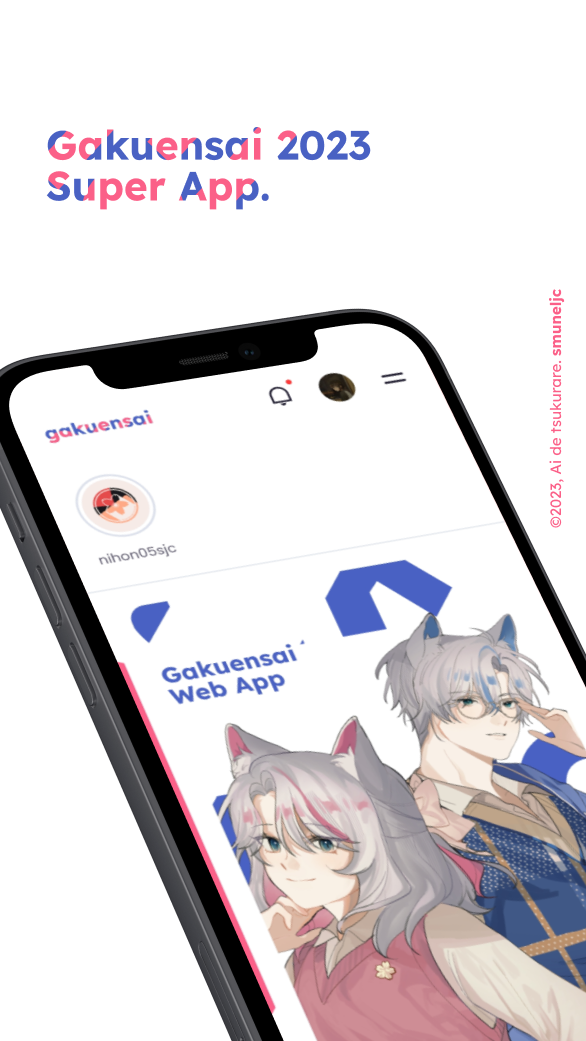 Gakuensai 2023
Super App.
©2023, Ai de tsukurare. smuneljc
gakuensai
nihon05sjc
Gakuensai
Web App